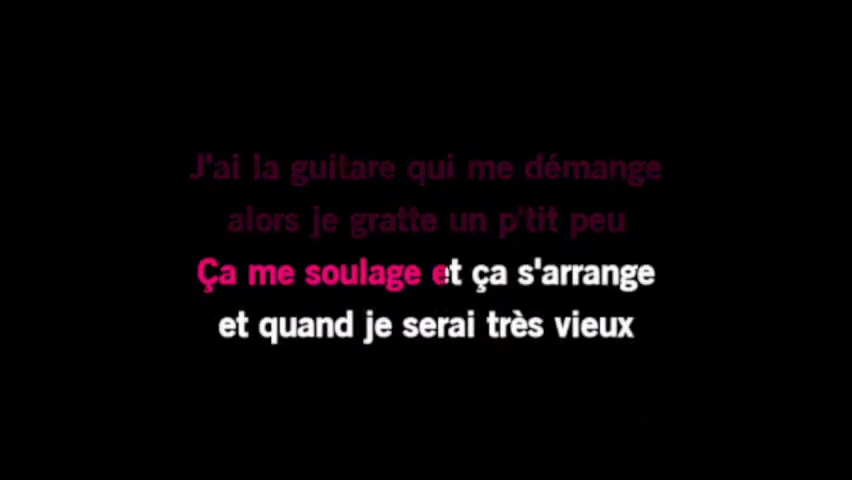 J'ai la guitare qui me démange
alors je gratte un p'tit peu
Ça me soulage et ça s'arrange
et quand je serai très vieux